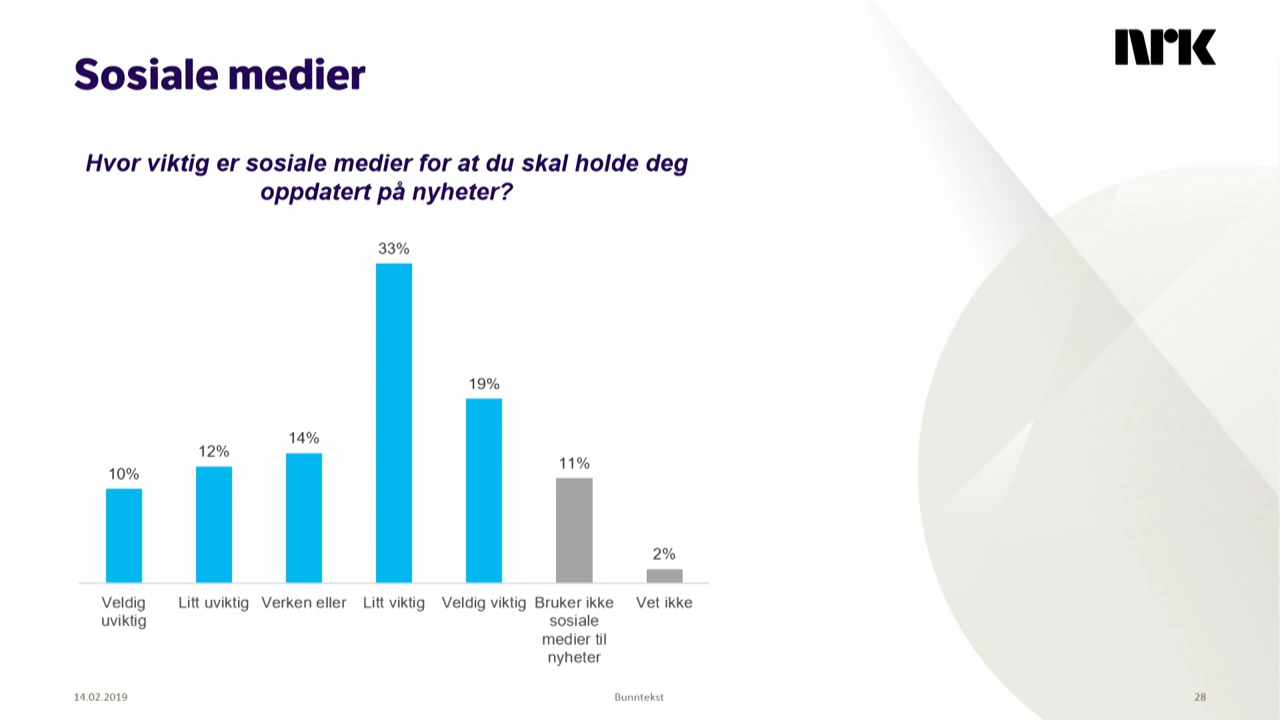 NRK
Sosiale medier
Hvor viktig er sosiale medier for at du skal holde deg
oppdatert på nyheter?
10%
12%
14%
33%
19%
11%
2%
Veldig
uviktig
Litt uviktig
Verken eller
Litt viktig
Veldig viktig
Bruker ikke
sosiale
medier til
nyheter
Vet ikke
14.02.2019
Bunntekst
28